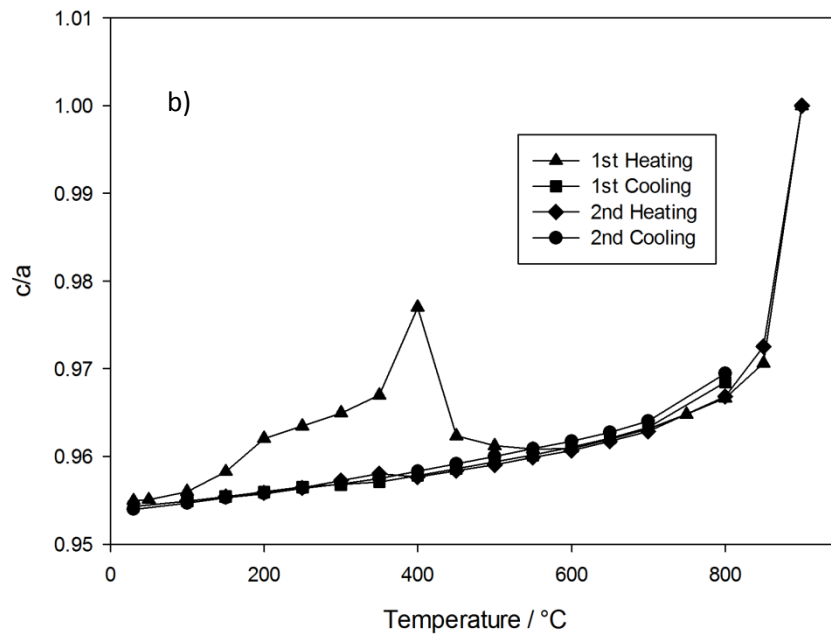 1.01
b)
1.00
1st Heating
1st Cooling
2nd Heating
2nd Cooling
0.99
c/a
0.98
0.97
0.96
0.95
0 200 400 600 800
Temperature / °C